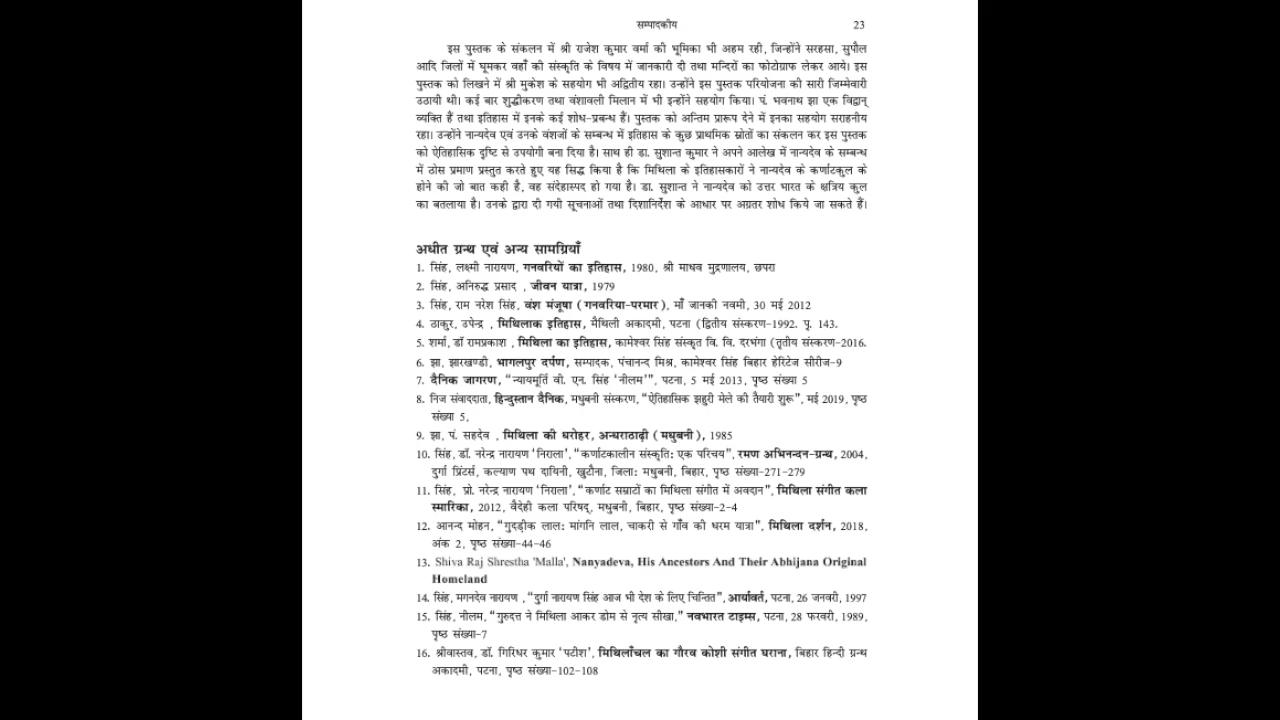 सम्पादकीय 23
इस पुस्तक के संकलन में श्री राजेश कुमार वर्मा की भूमिका भी अहम रही, जिन्होंने सरहसा, सुपौल
आदि जिलों में घूमकर वहाँ की संस्कृति के विषय में जानकारी दी तथा मन्दिरों का फोटोग्राफ लेकर आये। इस
पुस्तक को लिखने में श्री मुकेश के सहयोग भी अद्वितीय रहा। उन्होंने इस पुस्तक परियोजना की सारी जिम्मेवारी
उठायी थी। कई बार शुद्धीकरण तथा वंशावली मिलान में भी इन्होंने सहयोग किया। पं. भवनाथ झा एक विद्वान्
व्यक्ति हैं तथा इतिहास में इनके कई शोध-प्रबन्ध हैं। पुस्तक को अन्तिम प्रारूप देने में इनका सहयोग सराहनीय
रहा। उन्होंने नान्यदेव एवं उनके वंशजों के सम्बन्ध में इतिहास के कुछ प्राथमिक स्रोतों का संकलन कर इस पुस्तक
को ऐतिहासिक दृष्टि से उपयोगी बना दिया है। साथ ही डा. सुशान्त कुमार ने अपने आलेख में नान्यदेव के सम्बन्ध
में ठोस प्रमाण प्रस्तुत करते हुए यह सिद्ध किया है कि मिथिला के इतिहासकारों ने नान्यदेव के कर्णाटकुल के
होने की जो बात कही है, वह संदेहास्पद हो गया है। डा. सुशान्त ने नान्यदेव को उत्तर भारत के क्षत्रिय कुल
का बतलाया है। उनके द्वारा दी गयी सूचनाओं तथा दिशानिर्देश के आधार पर अग्रतर शोध किये जा सकते हैं।
अधीत ग्रन्थ एवं अन्य सामग्रियाँ
1. सिंह, लक्ष्मी नारायण, गनवरियों का इतिहास, 1980, श्री माधव मुद्रणालय, छपरा
2. सिंह, अनिरुद्ध प्रसाद , जीवन यात्रा, 1979
3. सिंह, राम नरेश सिंह, वंश मंजूषा (गनवरिया-परमार), माँ जानकी नवमी, 30 मई 2012
4. ठाकुर, उपेन्द्र , मिथिलाक इतिहास, मैथिली अकादमी, पटना (द्वितीय संस्करण-1992. पृ. 143.
5. शर्मा, डॉ रामप्रकाश , मिथिला का इतिहास, कामेश्वर सिंह संस्कृत वि. वि. दरभंगा (तृतीय संस्करण-2016.
6. झा, झारखण्डी, भागलपुर दर्पण, सम्पादक, पंचानन्द मिश्र, कामेश्वर सिंह बिहार हेरिटेज सीरीज-9
7. दैनिक जागरण, “न्यायमूर्ति वी. एन. सिंह ‘नीलम’”, पटना, 5 मई 2013, पृष्ठ संख्या 5
8. निज संवाददाता, हिन्दुस्तान दैनिक, मधुबनी संस्करण, “ऐतिहासिक झहुरी मेले की तैयारी शुरू”, मई 2019, पृष्ठ
संख्या 5,
9. झा, पं. सहदेव , मिथिला की धरोहर, अन्धराठाढ़ी (मधुबनी), 1985
10. सिंह, डॉ. नरेन्द्र नारायण ‘निराला’, “कर्णाटकालीन संस्कृति: एक परिचय”, रमण अभिनन्दन-ग्रन्थ, 2004,
दुर्गा प्रिंटर्स, कल्याण पथ दायिनी, खुटौना, जिला: मधुबनी, बिहार, पृष्ठ संख्या-271-279
11. सिंह, प्रो. नरेन्द्र नारायण ‘निराला’, “कर्णाट सम्राटों का मिथिला संगीत में अवदान”, मिथिला संगीत कला
स्मारिका, 2012, वैदेही कला परिषद्, मधुबनी, बिहार, पृष्ठ संख्या-2-4
12. आनन्द मोहन, “गुदड़ीक लाल: मांगनि लाल, चाकरी से गाँव की धरम यात्रा”, मिथिला दर्शन, 2018,
अंक 2, पृष्ठ संख्या-44-46
13. Shiva Raj Shrestha 'Malla', Nanyadeva, His Ancestors And Their Abhijana Original
Homeland
14. सिंह, मगनदेव नारायण , “दुर्गा नारायण सिंह आज भी देश के लिए चिन्तित”, आर्यावर्त, पटना, 26 जनवरी, 1997
15. सिंह, नीलम, “गुरुदत्त ने मिथिला आकर डोम से नृत्य सीखा,” नवभारत टाइम्स, पटना, 28 फरवरी, 1989,
पृष्ठ संख्या-7
16. श्रीवास्तव, डॉ. गिरिधर कुमार ‘पटीश’, मिथिलाँचल का गौरव कोशी संगीत घराना, बिहार हिन्दी ग्रन्थ
अकादमी, पटना, पृष्ठ संख्या-102-108